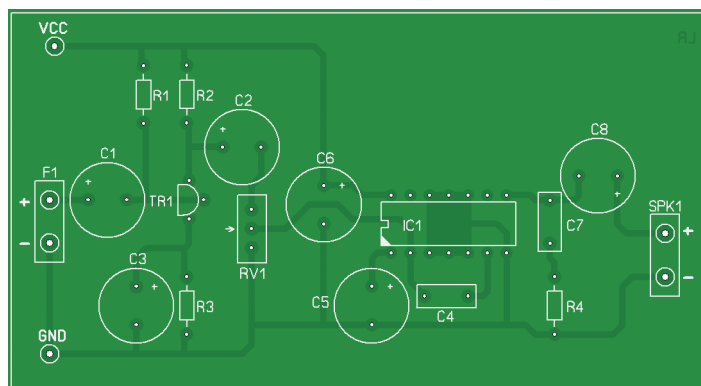 VCC
LR
R1
R2
C2
C8
C1
C6
F1
+
TR1
+
−
IC1
C7
SPK1
+
−
RV1
C3
R3
C5
C4
R4
GND